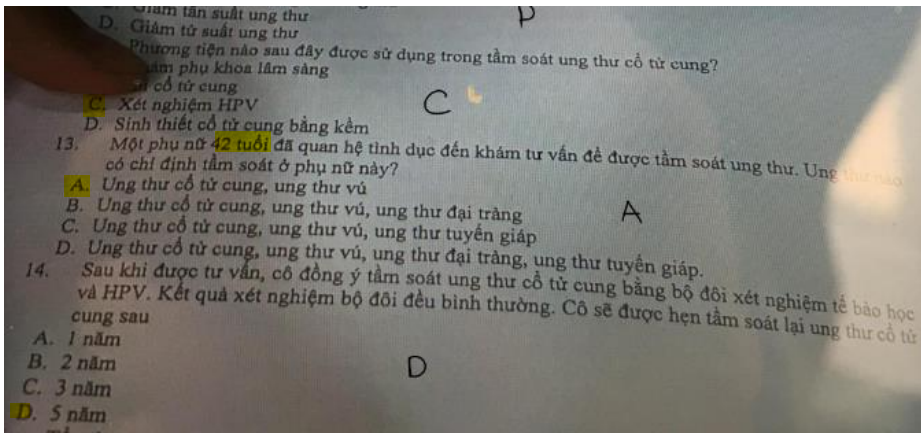 Giảm tần suất ung thư
D. Giảm tử suất ung thư
D
Phương tiện nào sau đây được sử dụng trong tầm soát ung thư cổ tử cung?
phụ khoa lâm sàng
cổ tử cung
C. Xét nghiệm HPV
C
D. Sinh thiết cổ tử cung bằng kềm
13. Một phụ nữ 42 tuổi đã quan hệ tình dục đến khám tư vấn để được tầm soát ung thư. Ung thư nào
có chỉ định tầm soát ở phụ nữ này?
A. Ung thư cổ tử cung, ung thư vú
B. Ung thư cổ tử cung, ung thư vú, ung thư đại tràng
A
C. Ung thư cổ tử cung, ung thư vú, ung thư tuyến giáp
D. Ung thư cổ tử cung, ung thư vú, ung thư đại tràng, ung thư tuyến giáp.
14. Sau khi được tư vấn, cô đồng ý tầm soát ung thư cổ tử cung bằng bộ đôi xét nghiệm tế bào học
và HPV. Kết quả xét nghiệm bộ đôi đều bình thường. Cô sẽ được hẹn tầm soát lại ung thư cổ tử
cung sau
A. 1 năm
B. 2 năm
D
C. 3 năm
D. 5 năm